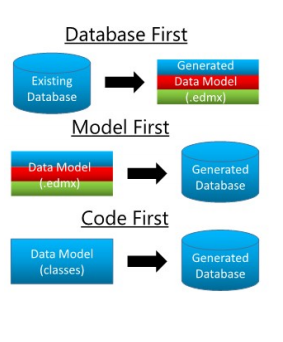 Database First
Existing
Database
Generated
Data Model
(.edmx)
Model First
Data Model
(.edmx)
Generated
Database
Code First
Data Model
(classes)
Generated
Database